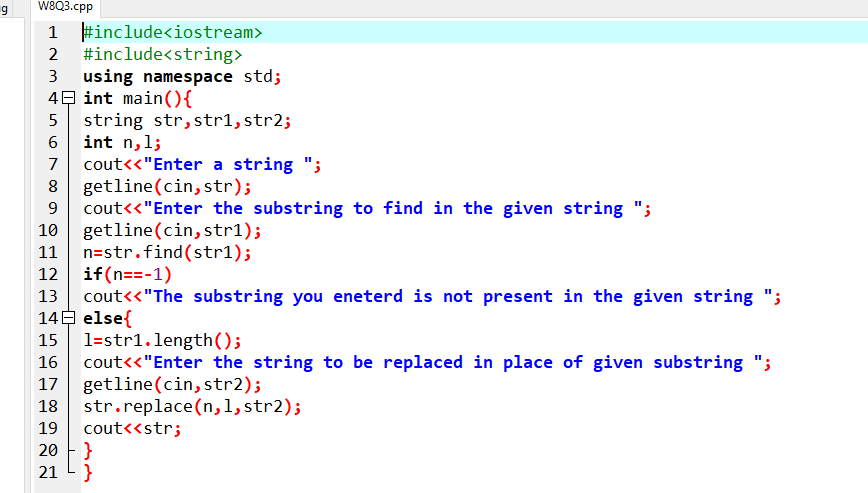 g
W8Q3.cpp
1 #include<iostream>
2 #include<string>
3 using namespace std;
4 int main(){
5 string str,str1,str2;
6 int n,l;
7 cout<<"Enter a string ";
8 getline(cin,str);
9 cout<<"Enter the substring to find in the given string ";
10 getline(cin,str1);
11 n=str.find(str1);
12 if(n==-1)
13 cout<<"The substring you eneterd is not present in the given string ";
14 else{
15 l=str1.length();
16 cout<<"Enter the string to be replaced in place of given substring ";
17 getline(cin,str2);
18 str.replace(n,l,str2);
19 cout<<str;
20 }
21 }